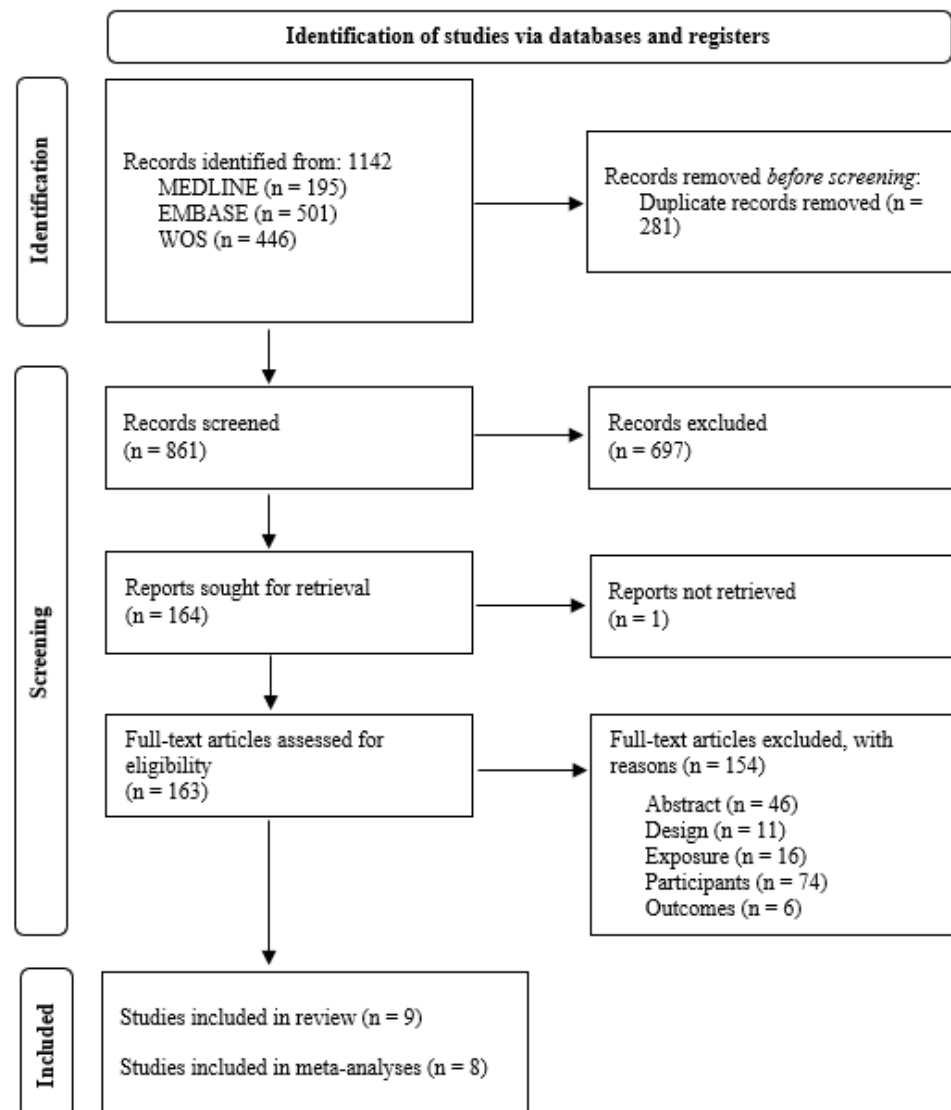 Identification of studies via databases and registers
Identification
Records identified from: 1142
MEDLINE (n = 195)
EMBASE (n = 501)
WOS (n = 446)
Records removed before screening:
Duplicate records removed (n =
281)
Screening
Records screened
(n = 861)
Records excluded
(n = 697)
Reports sought for retrieval
(n = 164)
Reports not retrieved
(n = 1)
Full-text articles assessed for
eligibility
(n = 163)
Full-text articles excluded, with
reasons (n = 154)
Abstract (n = 46)
Design (n = 11)
Exposure (n = 16)
Participants (n = 74)
Outcomes (n = 6)
Included
Studies included in review (n = 9)
Studies included in meta-analyses (n = 8)